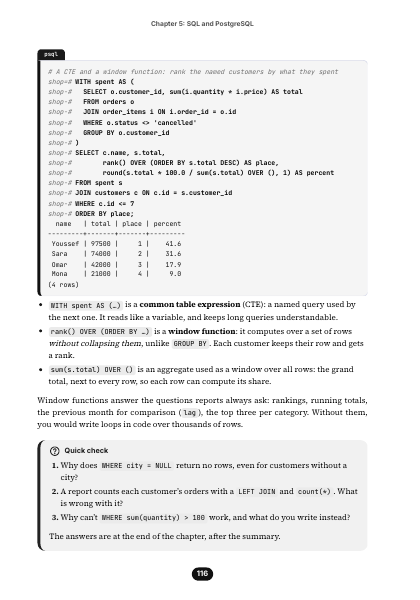 Chapter 5: SQL and PostgreSQL
psql
# A CTE and a window function: rank the named customers by what they spent
shop=# WITH spent AS (
shop-#   SELECT o.customer_id, sum(i.quantity * i.price) AS total
shop-#   FROM orders o
shop-#   JOIN order_items i ON i.order_id = o.id
shop-#   WHERE o.status <> 'cancelled'
shop-#   GROUP BY o.customer_id
shop-# )
shop-# SELECT c.name, s.total,
shop-#        rank() OVER (ORDER BY s.total DESC) AS place,
shop-#        round(s.total * 100.0 / sum(s.total) OVER (), 1) AS percent
shop-# FROM spent s
shop-# JOIN customers c ON c.id = s.customer_id
shop-# WHERE c.id <= 7
shop-# ORDER BY place;
  name   | total | place | percent
---------+-------+-------+---------
 Youssef | 97500 |     1 |    41.6
 Sara    | 74000 |     2 |    31.6
 Omar    | 42000 |     3 |    17.9
 Mona    | 21000 |     4 |     9.0
(4 rows)
• WITH spent AS (…) is a common table expression (CTE): a named query used by
the next one. It reads like a variable, and keeps long queries understandable.
• rank() OVER (ORDER BY …) is a window function: it computes over a set of rows
without collapsing them, unlike GROUP BY. Each customer keeps their row and gets
a rank.
• sum(s.total) OVER () is an aggregate used as a window over all rows: the grand
total, next to every row, so each row can compute its share.
Window functions answer the questions reports always ask: rankings, running totals,
the previous month for comparison (lag), the top three per category. Without them,
you would write loops in code over thousands of rows.
? Quick check
1. Why does WHERE city = NULL return no rows, even for customers without a
city?
2. A report counts each customer's orders with a LEFT JOIN and count(*). What
is wrong with it?
3. Why can't WHERE sum(quantity) > 100 work, and what do you write instead?
The answers are at the end of the chapter, after the summary.
116